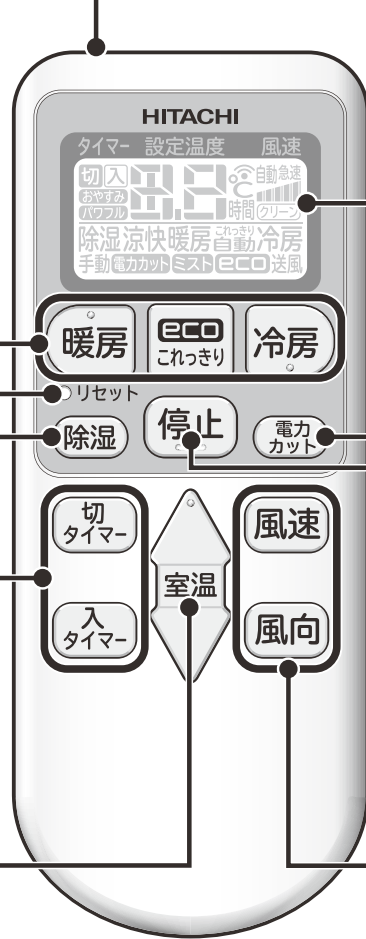 HITACHI
タイマー 設定温度 風速
切 入 自動 急速
おやすみ
パワフル 時間 クリーン
除湿 涼快 暖房 これっきり自動 冷房
手動 電力カット ミスト eco 送風
暖房 eco これっきり 冷房
リセット
除湿 停止 電力カット
切タイマー 風速
室温
入タイマー 風向